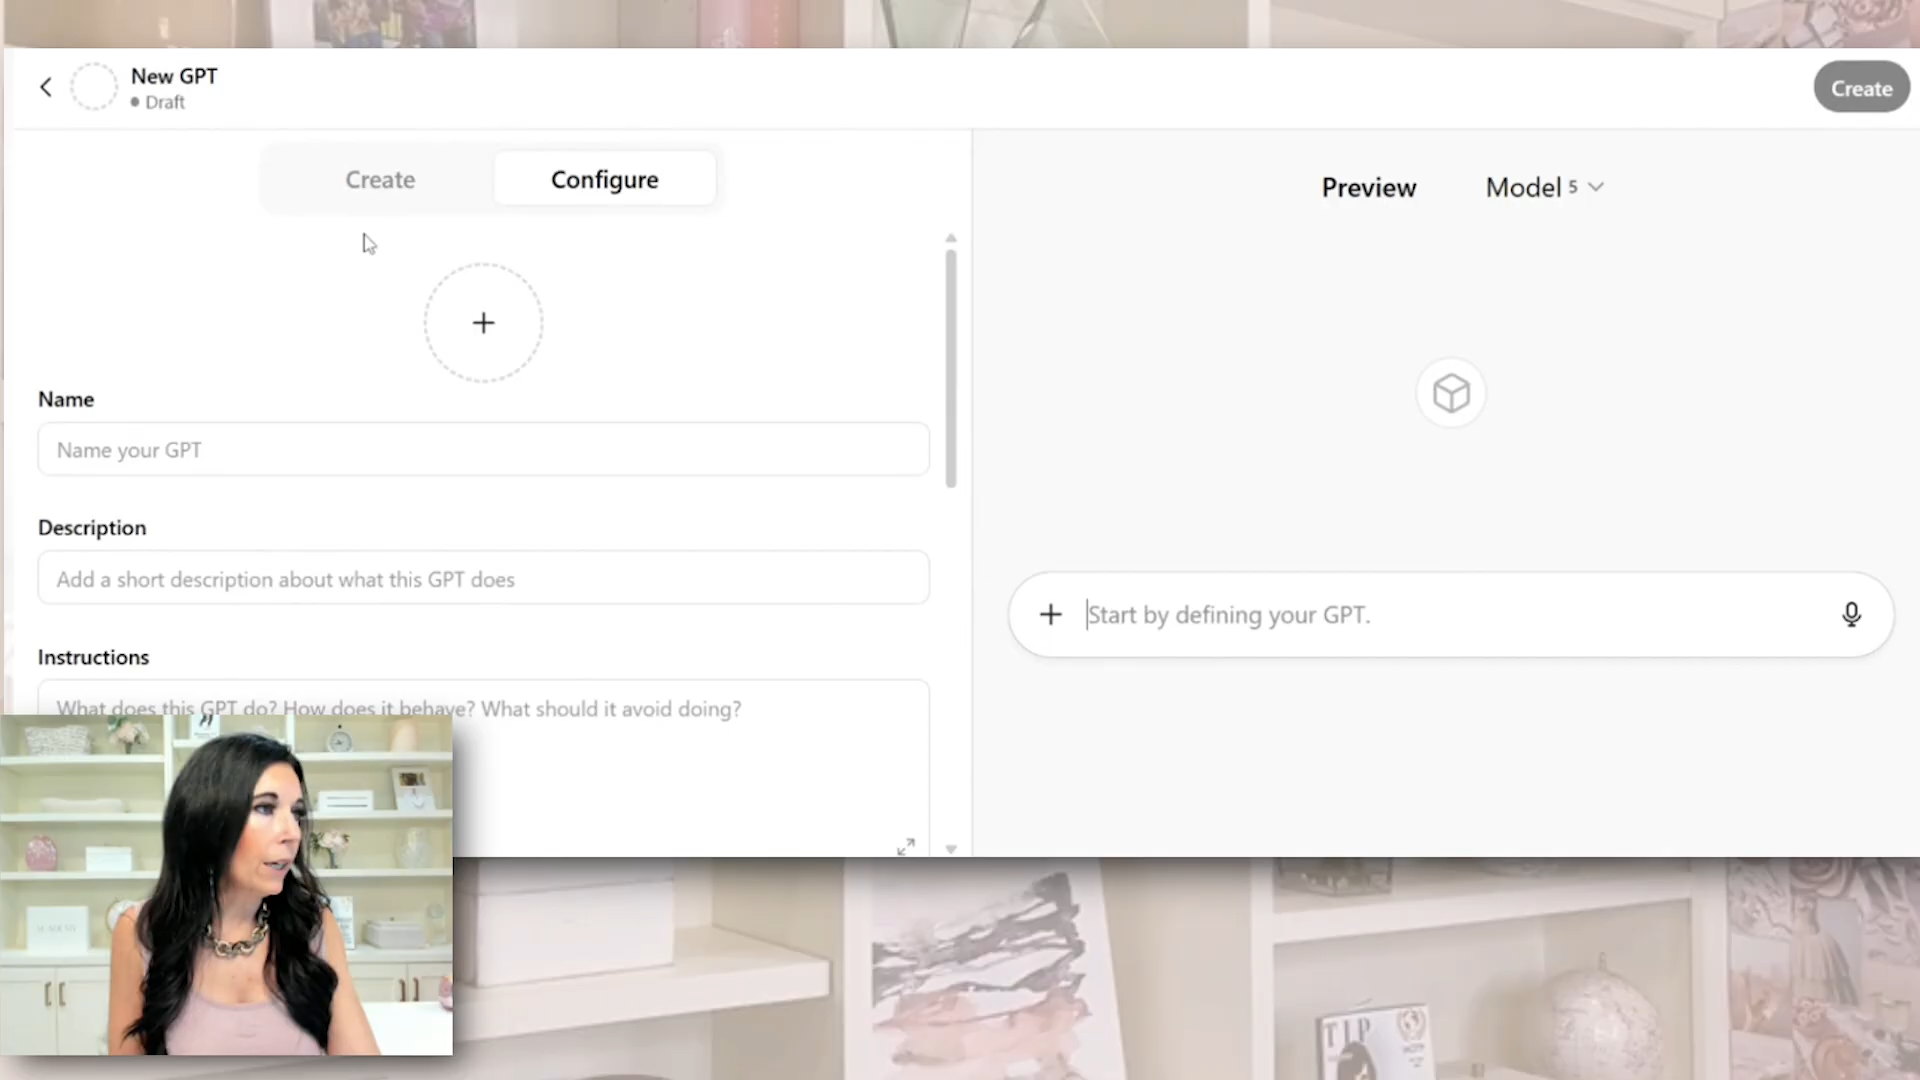 New GPT
Draft
Create
Create
Configure
Preview
Model 5
Name
Name your GPT
Description
Add a short description about what this GPT does
Start by defining your GPT.
Instructions
What does this GPT do? How does it behave? What should it avoid doing?
ACADEMY